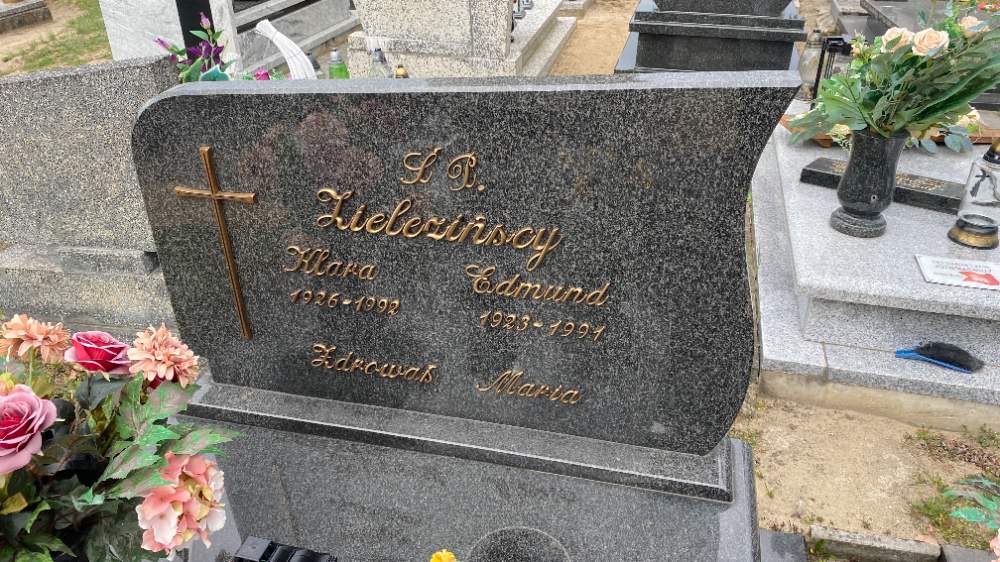 Ś P.
Zielezińscy
Klara Edmund
1926-1992 1923-1991
Zdrowaś Maria